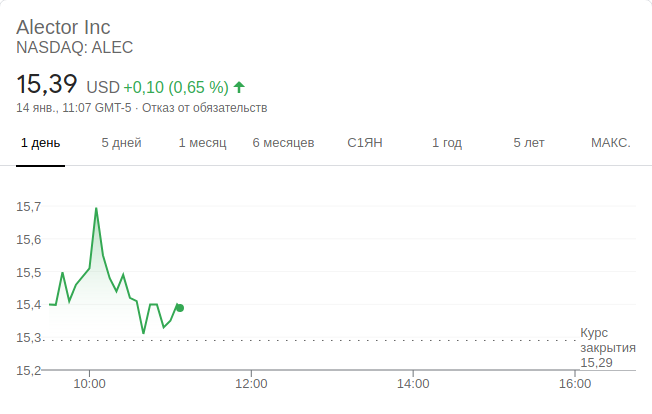 Alector Inc
NASDAQ: ALEC
15,39 USD +0,10 (0,65 %)
14 янв., 11:07 GMT-5 · Отказ от обязательств
1 день 5 дней 1 месяц 6 месяцев С1ЯН 1 год 5 лет МАКС.
15,7
15,6
15,5
15,4
15,3
15,2
Курс
закрытия
15,29
10:00 12:00 14:00 16:00